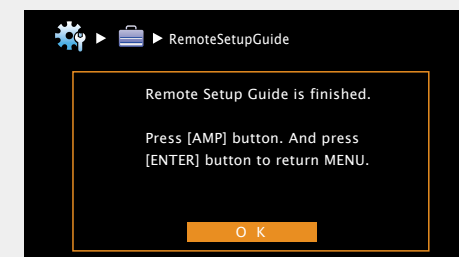 RemoteSetupGuide
Remote Setup Guide is finished.
Press [AMP] button. And press
[ENTER] button to return MENU.
O K